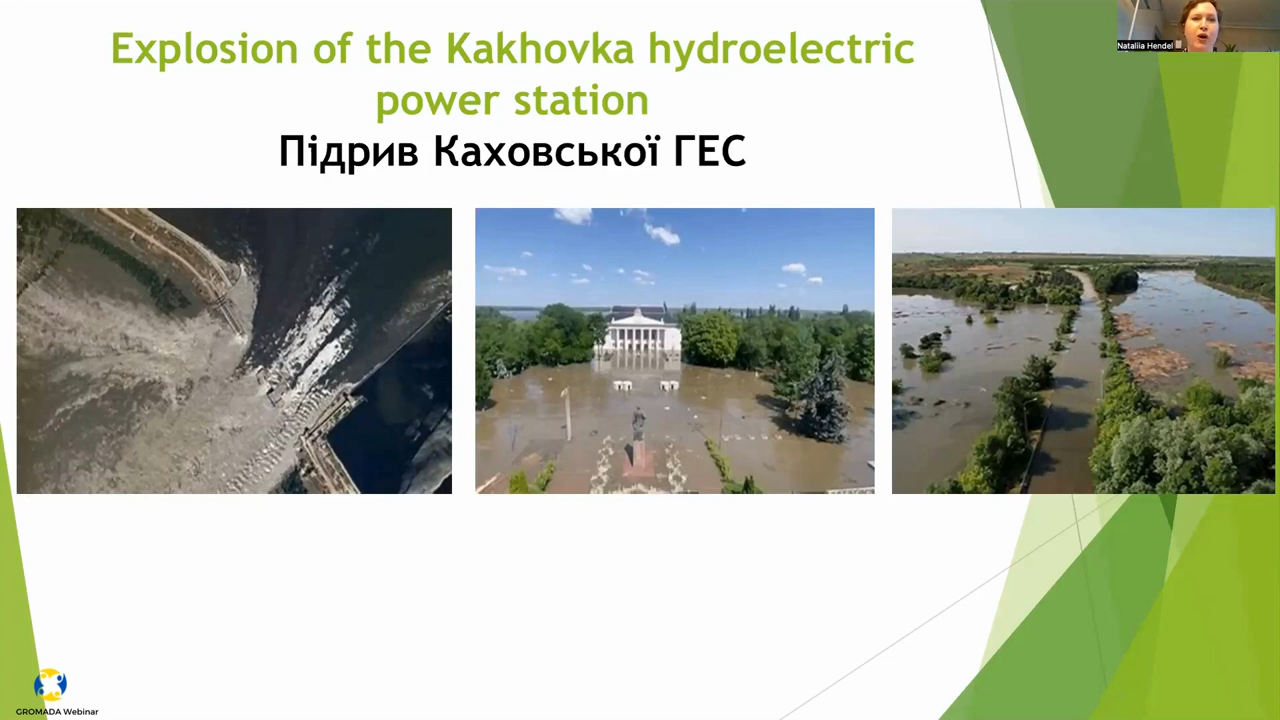 Explosion of the Kakhovka hydroelectric
power station
Підрив Каховської ГЕС
Nataliia Hendel
GROMADA Webinar